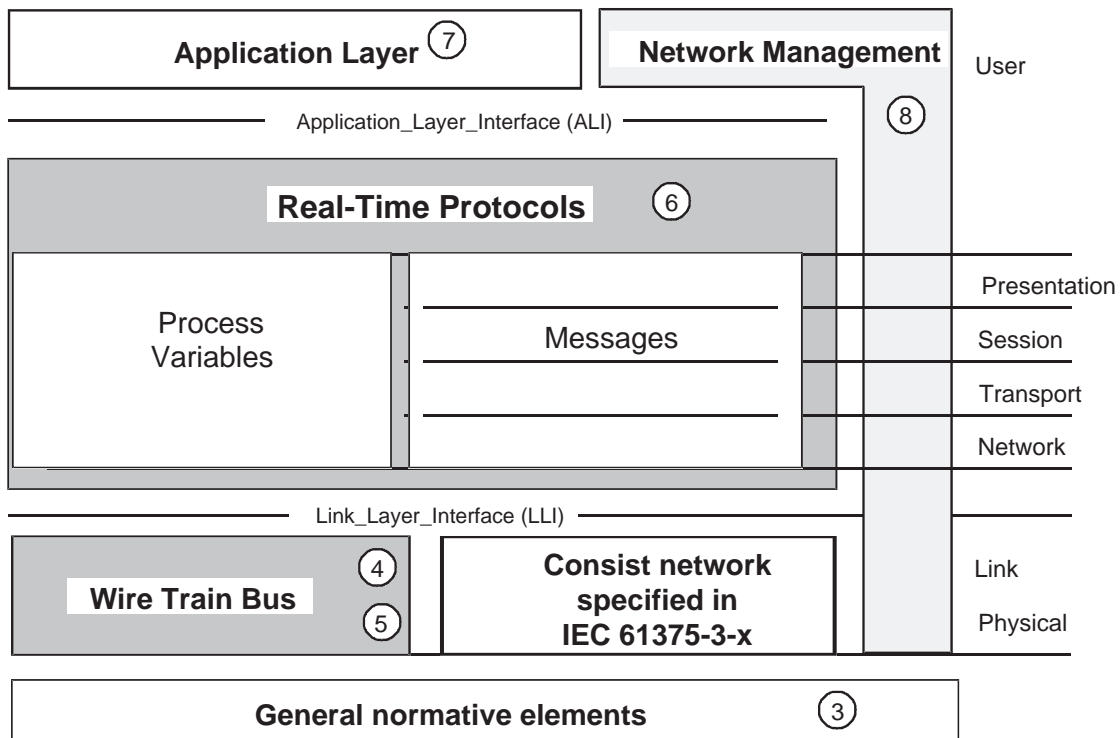 Application Layer 7
Network Management
User
8
Application_Layer_Interface (ALI)
Real-Time Protocols 6
Process
Variables
Messages
Presentation
Session
Transport
Network
Link_Layer_Interface (LLI)
Wire Train Bus
4
5
Consist network
specified in
IEC 61375-3-x
Link
Physical
General normative elements 3